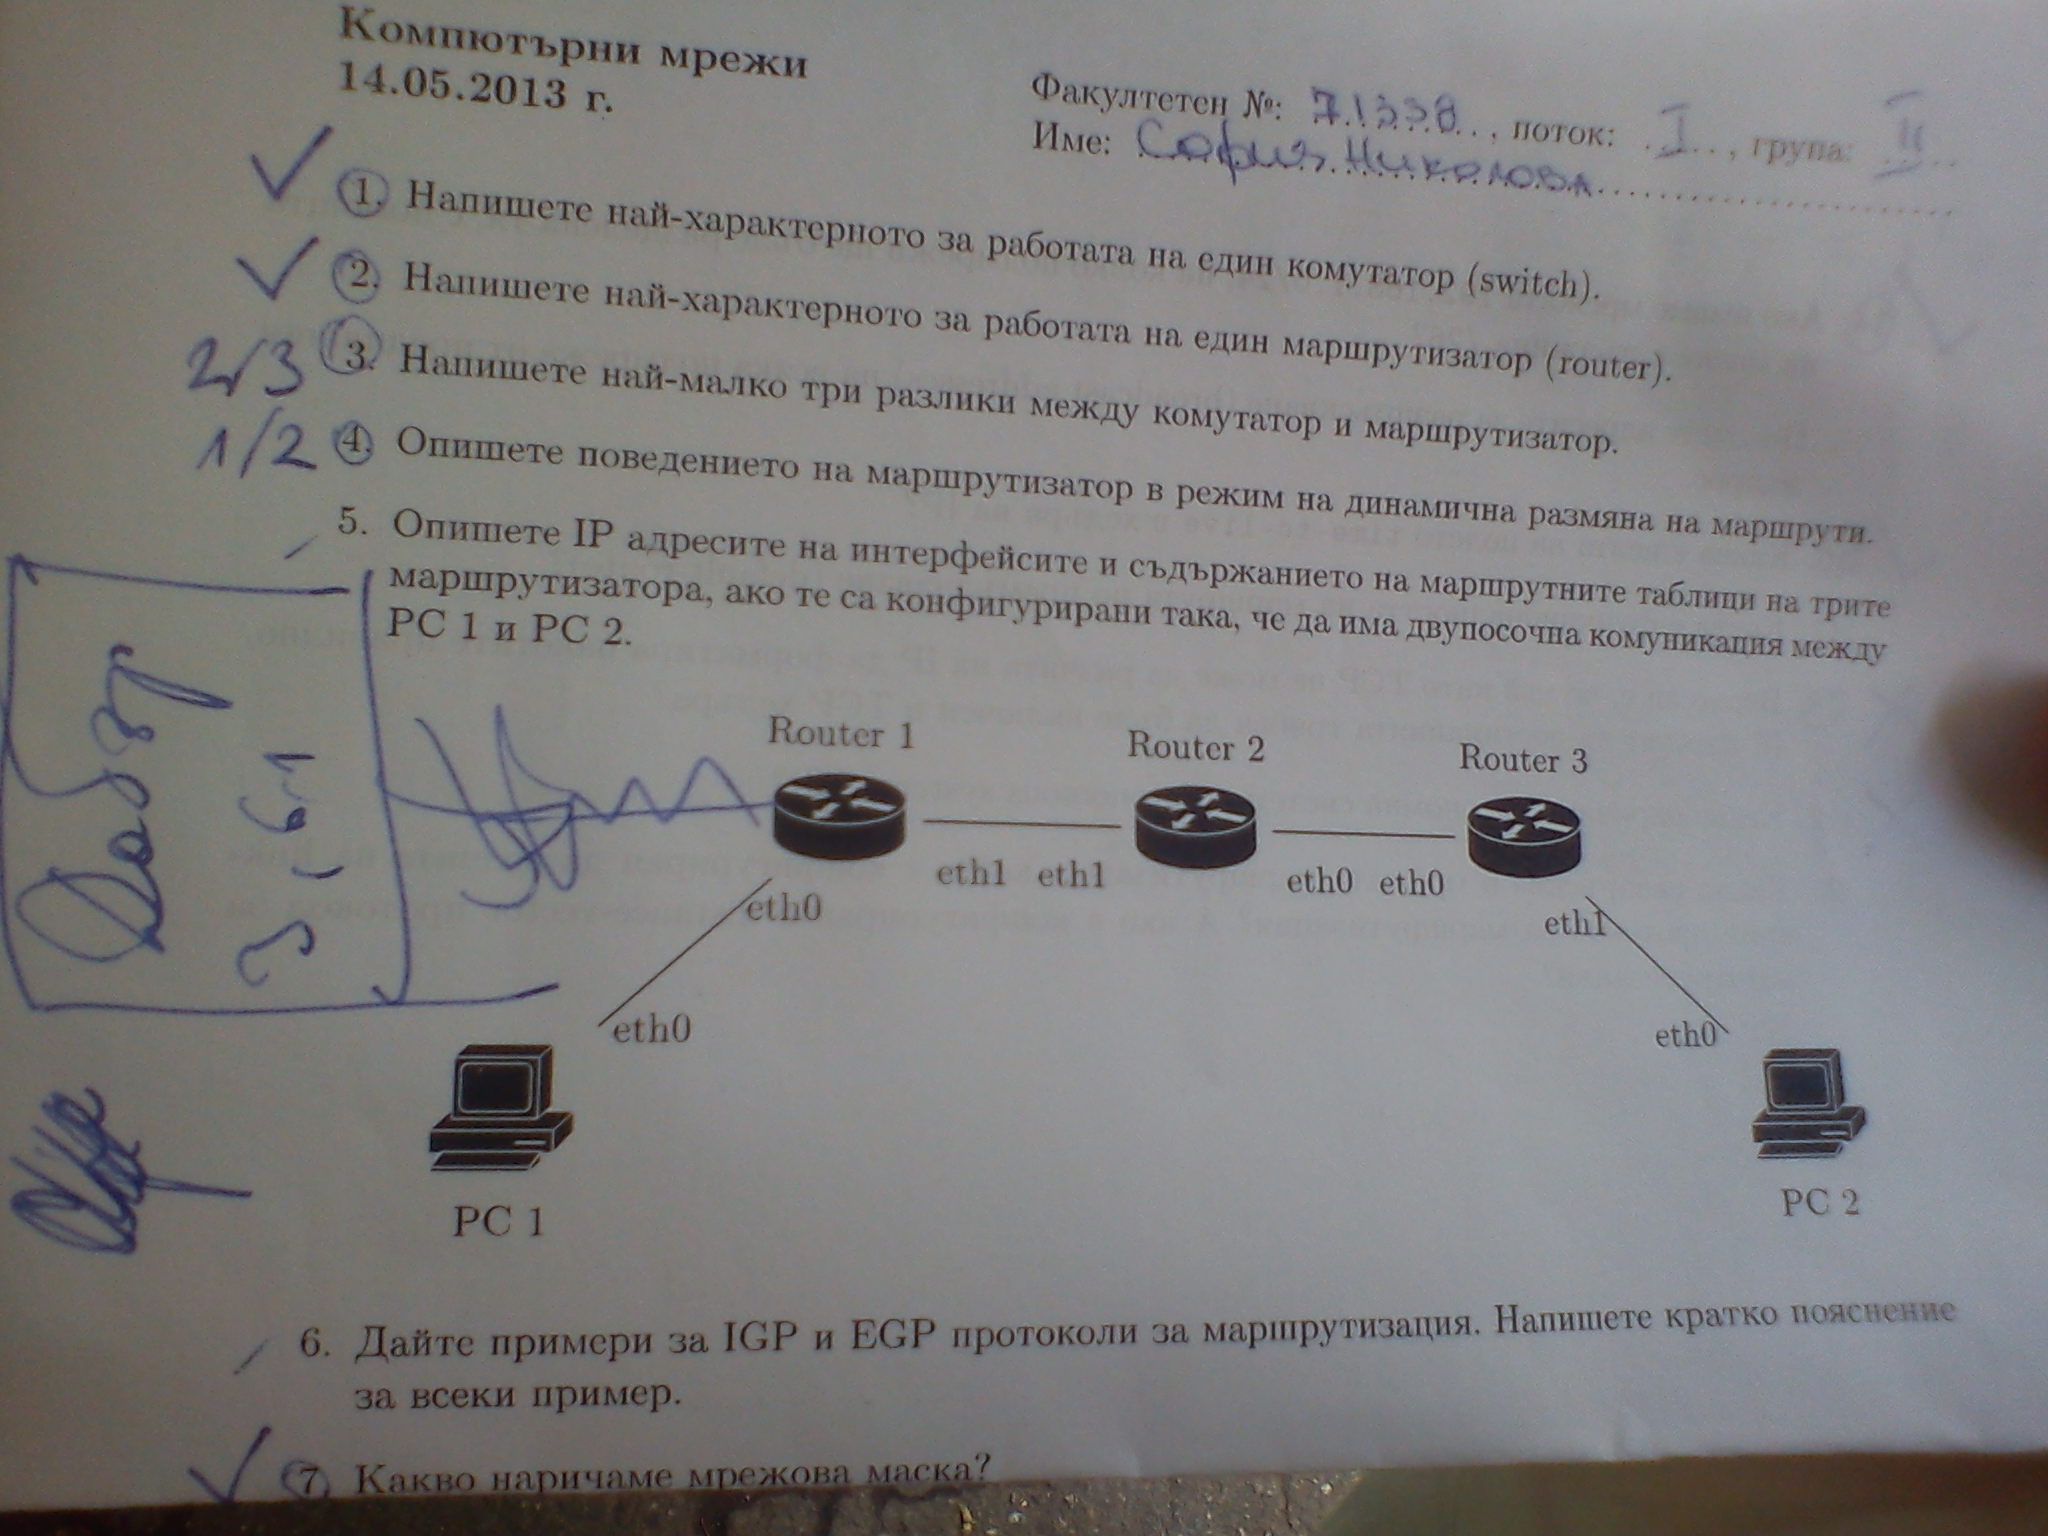 Компютърни мрежи
14.05.2013 г.
Факултетен №: 71338, поток: I, група: II
Име: София Николова
1. Напишете най-характерното за работата на един комутатор (switch).
2. Напишете най-характерното за работата на един маршрутизатор (router).
2/3 3. Напишете най-малко три разлики между комутатор и маршрутизатор.
1/2 4. Опишете поведението на маршрутизатор в режим на динамична размяна на маршрути.
5. Опишете IP адресите на интерфейсите и съдържанието на маршрутните таблици на трите
маршрутизатора, ако те са конфигурирани така, че да има двупосочна комуникация между
PC 1 и PC 2.
Добър
Router 1
Router 2
Router 3
eth1 eth1
eth0 eth0
eth0
eth1
eth0
eth0
PC 1
PC 2
6. Дайте примери за IGP и EGP протоколи за маршрутизация. Напишете кратко пояснение
за всеки пример.
7. Какво наричаме мрежова маска?